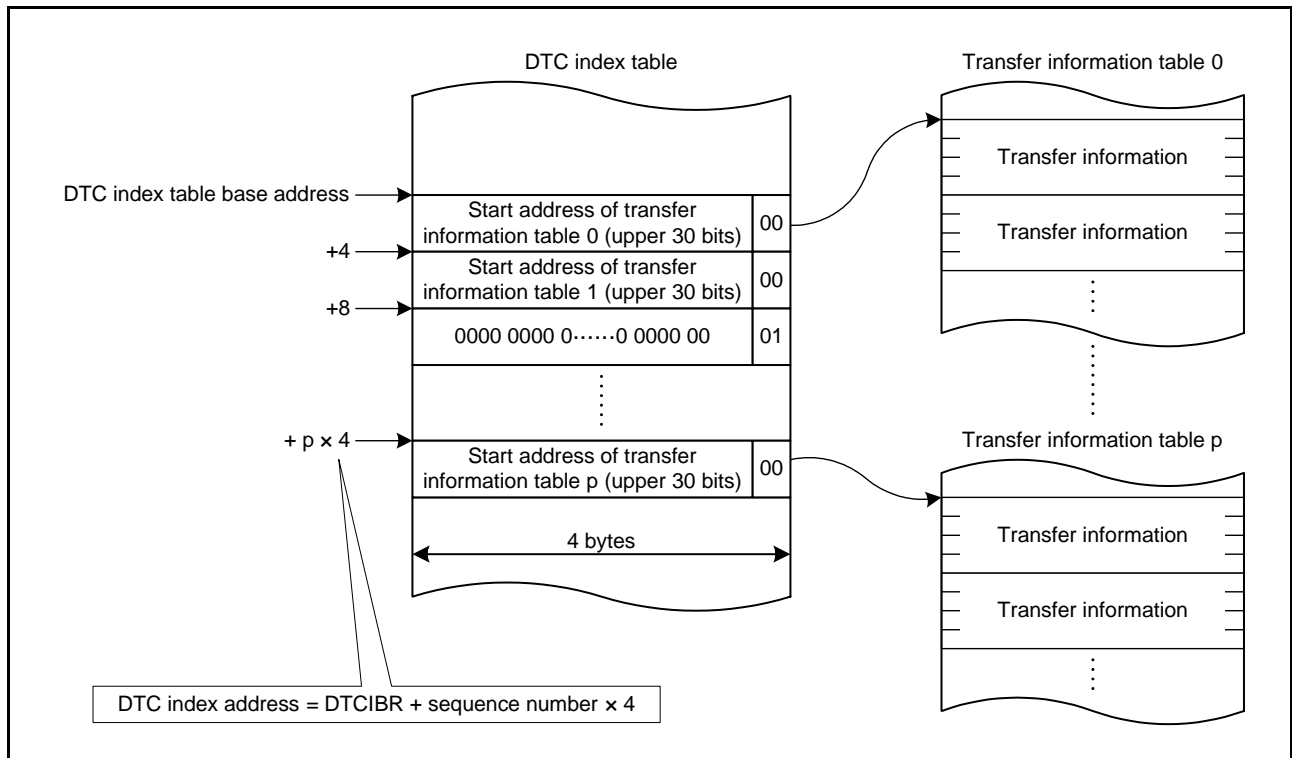 DTC index table
Transfer information table 0
Transfer information
DTC index table base address
Start address of transfer
information table 0 (upper 30 bits)
00
Transfer information
+4
Start address of transfer
information table 1 (upper 30 bits)
00
+8
0000 0000 0······0 0000 00
01
+ p × 4
Transfer information table p
Start address of transfer
information table p (upper 30 bits)
00
Transfer information
4 bytes
Transfer information
DTC index address = DTCIBR + sequence number × 4